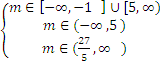 m ∈ [−∞, −1 ] ∪ [5, ∞)
m ∈ (−∞ ,5 )
m ∈ (27/5 , ∞ )